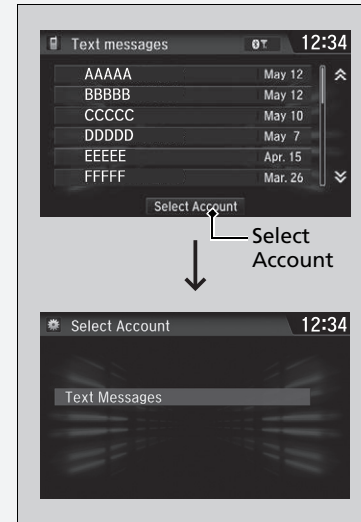 Text messages 12:34
AAAAA May 12
BBBBB May 12
CCCCC May 10
DDDDD May 7
EEEEE Apr. 15
FFFFF Mar. 26
Select Account
Select
Account
Select Account 12:34
Text Messages